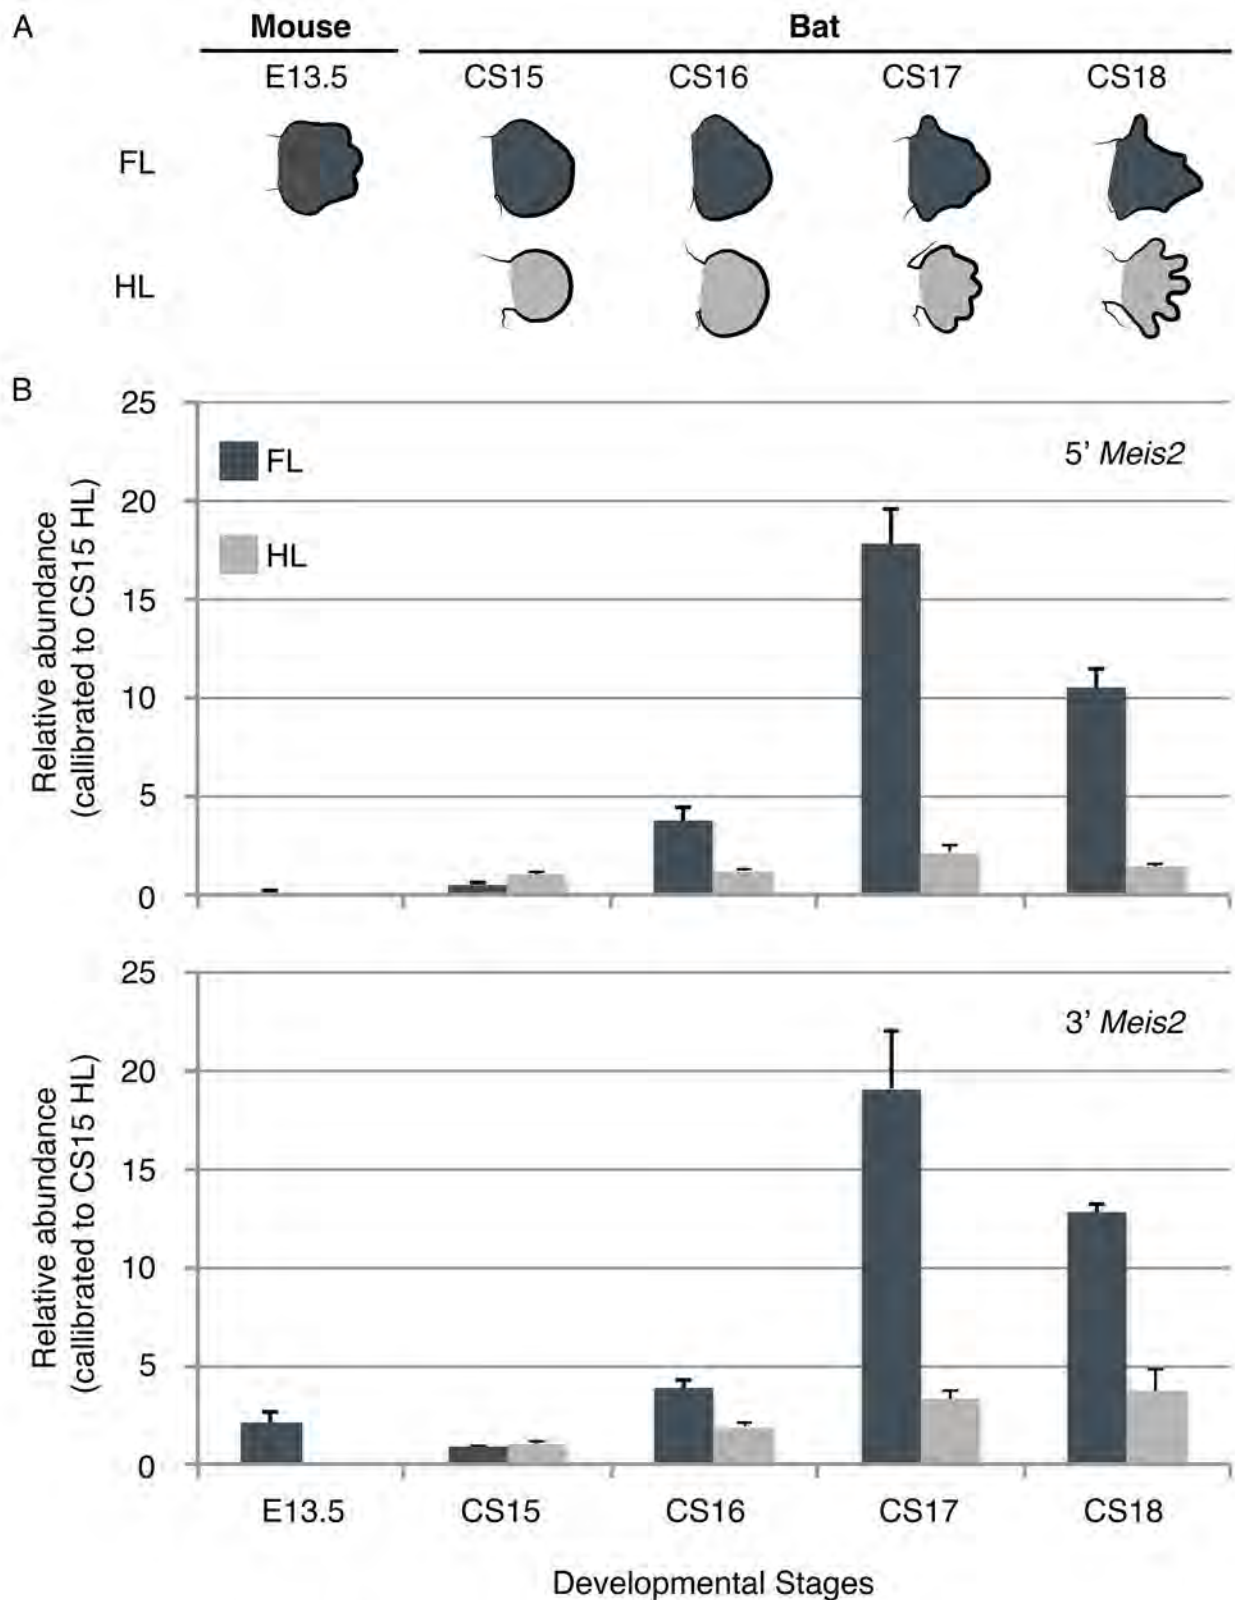 A
Mouse Bat
E13.5 CS15 CS16 CS17 CS18
FL
HL
B
25
20
15
10
5
0
FL
HL
5’ Meis2
Relative abundance
(callibrated to CS15 HL)
25
20
15
10
5
0
3’ Meis2
Relative abundance
(callibrated to CS15 HL)
E13.5 CS15 CS16 CS17 CS18
Developmental Stages